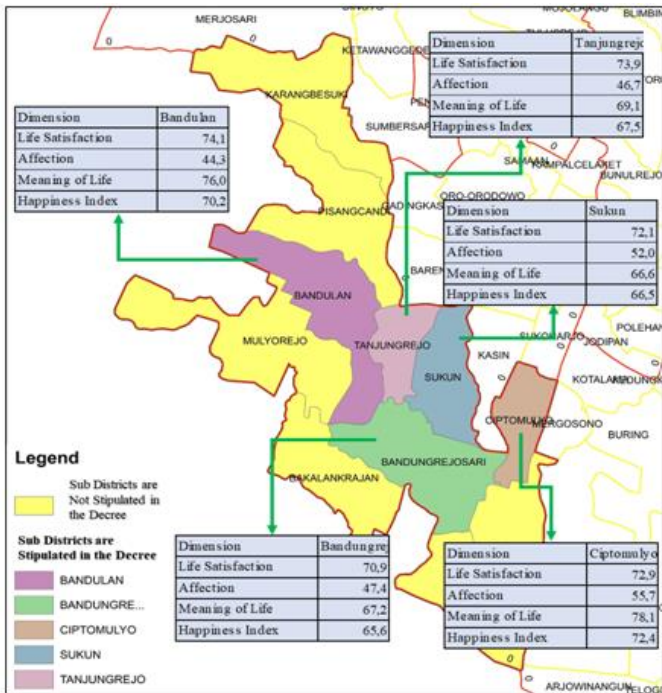 MERJOSARI
KETAWANGGEDE
BLIMBIN
KARANGBESUKI
SUMBERSAR
Dimension Tanjungrejo
Life Satisfaction 73,9
Affection 46,7
Meaning of Life 69,1
Happiness Index 67,5
Dimension Bandulan
Life Satisfaction 74,1
Affection 44,3
Meaning of Life 76,0
Happiness Index 70,2
SAMAAN
RAMPALCELAKET
BUNULREJO
ORO-ORODOWO
GADINGKAS
PISANGCANDI
Dimension Sukun
Life Satisfaction 72,1
Affection 52,0
Meaning of Life 66,6
Happiness Index 66,5
BAREN
BANDULAN
MULYOREJO
TANJUNGREJO
SUKUN
KASIN
SUKOHARJO
JODIPAN
POLEHAN
KOTALAMA
KEDUNGK
CIPTOMULYO
MERGOSONO
BURING
BANDUNGREJOSARI
BAKALANKRAJAN
Legend
Sub Districts are
Not Stipulated in
the Decree
Sub Districts are
Stipulated in the Decree
BANDULAN
BANDUNGRE...
CIPTOMULYO
SUKUN
TANJUNGREJO
Dimension Bandungrej
Life Satisfaction 70,9
Affection 47,4
Meaning of Life 67,2
Happiness Index 65,6
Dimension Ciptomulyo
Life Satisfaction 72,9
Affection 55,7
Meaning of Life 78,1
Happiness Index 72,4
ARJOWINANGUN